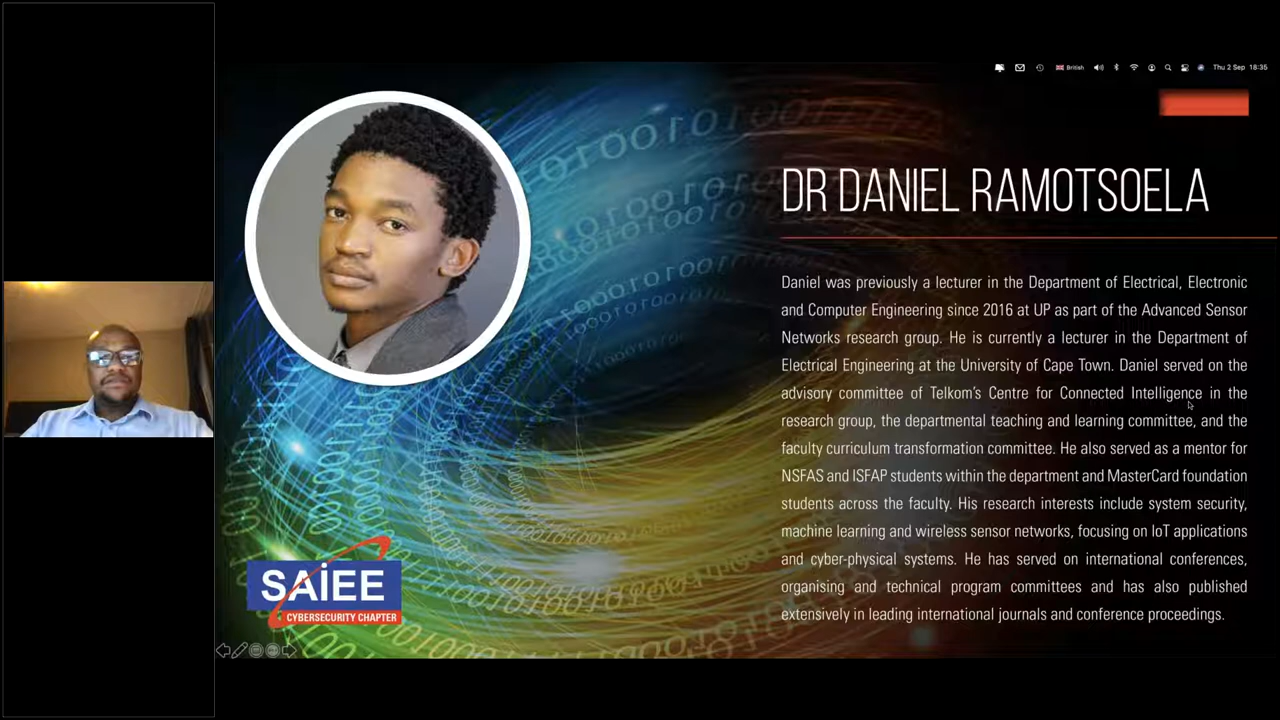 British
Thu 2 Sep 18:35
DR DANIEL RAMOTSOELA
Daniel was previously a lecturer in the Department of Electrical, Electronic
and Computer Engineering since 2016 at UP as part of the Advanced Sensor
Networks research group. He is currently a lecturer in the Department of
Electrical Engineering at the University of Cape Town. Daniel served on the
advisory committee of Telkom's Centre for Connected Intelligence in the
research group, the departmental teaching and learning committee, and the
faculty curriculum transformation committee. He also served as a mentor for
NSFAS and ISFAP students within the department and MasterCard foundation
students across the faculty. His research interests include system security,
machine learning and wireless sensor networks, focusing on IoT applications
and cyber-physical systems. He has served on international conferences,
organising and technical program committees and has also published
extensively in leading international journals and conference proceedings.
SAIEE
CYBERSECURITY CHAPTER